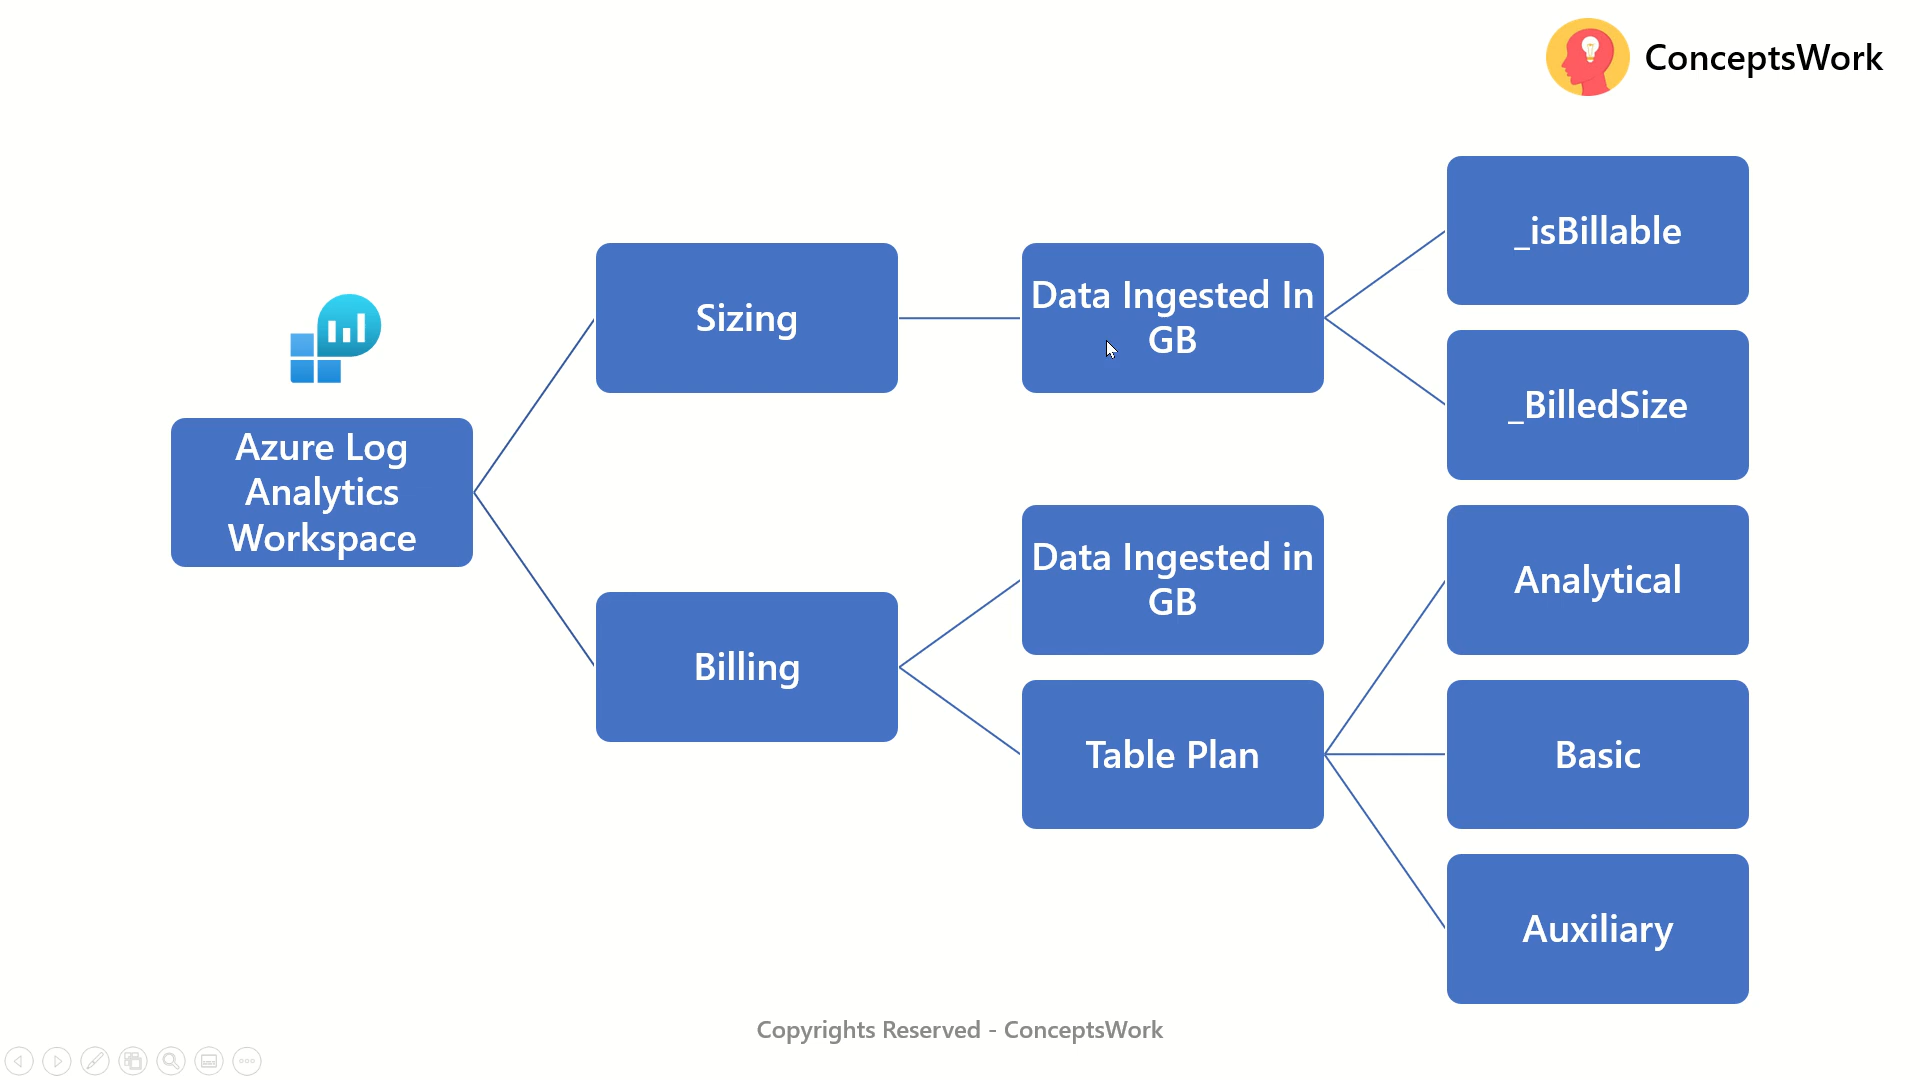 ConceptsWork
Azure Log
Analytics
Workspace
Sizing
Data Ingested In
GB
_isBillable
_BilledSize
Billing
Data Ingested in
GB
Table Plan
Analytical
Basic
Auxiliary
Copyrights Reserved - ConceptsWork